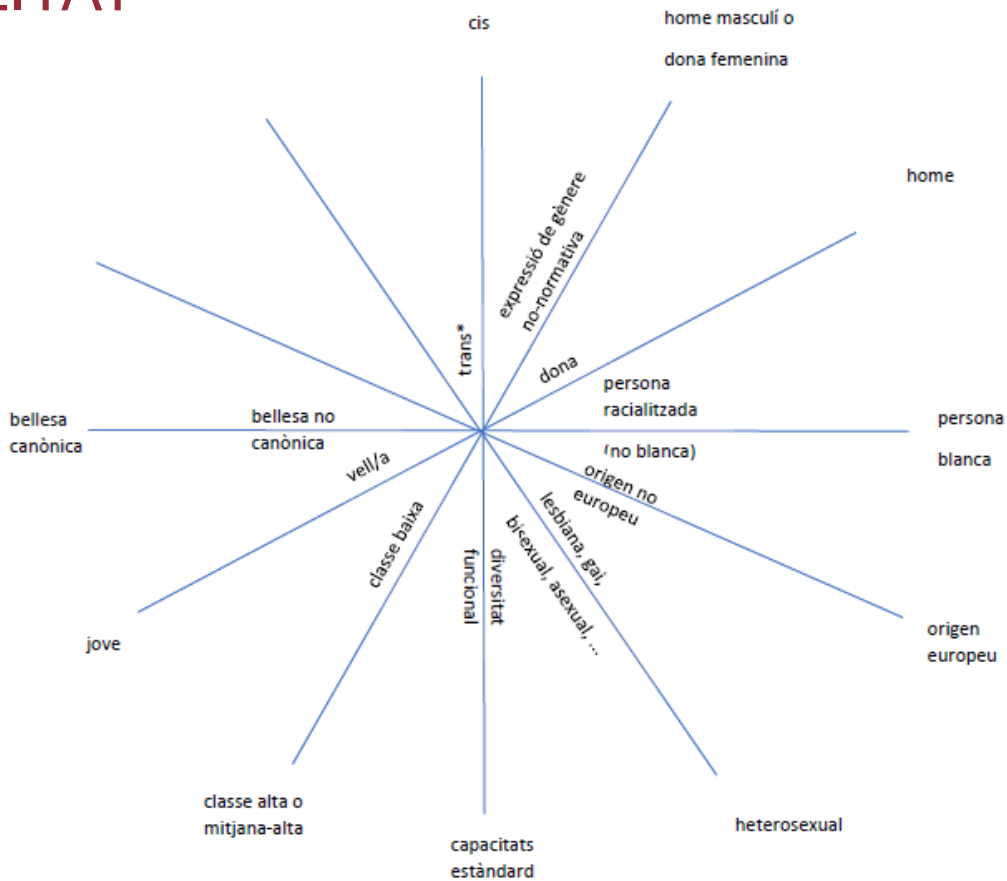 cis
home masculí o
dona femenina
home
expressió de gènere
no-normativa
trans*
dona
persona
racialitzada
(no blanca)
persona
blanca
bellesa
canònica
bellesa no
canònica
vell/a
origen no
europeu
lesbiana, gai,
bisexual, asexual, ...
classe baixa
diversitat
funcional
jove
origen
europeu
classe alta o
mitjana-alta
capacitats
estàndard
heterosexual